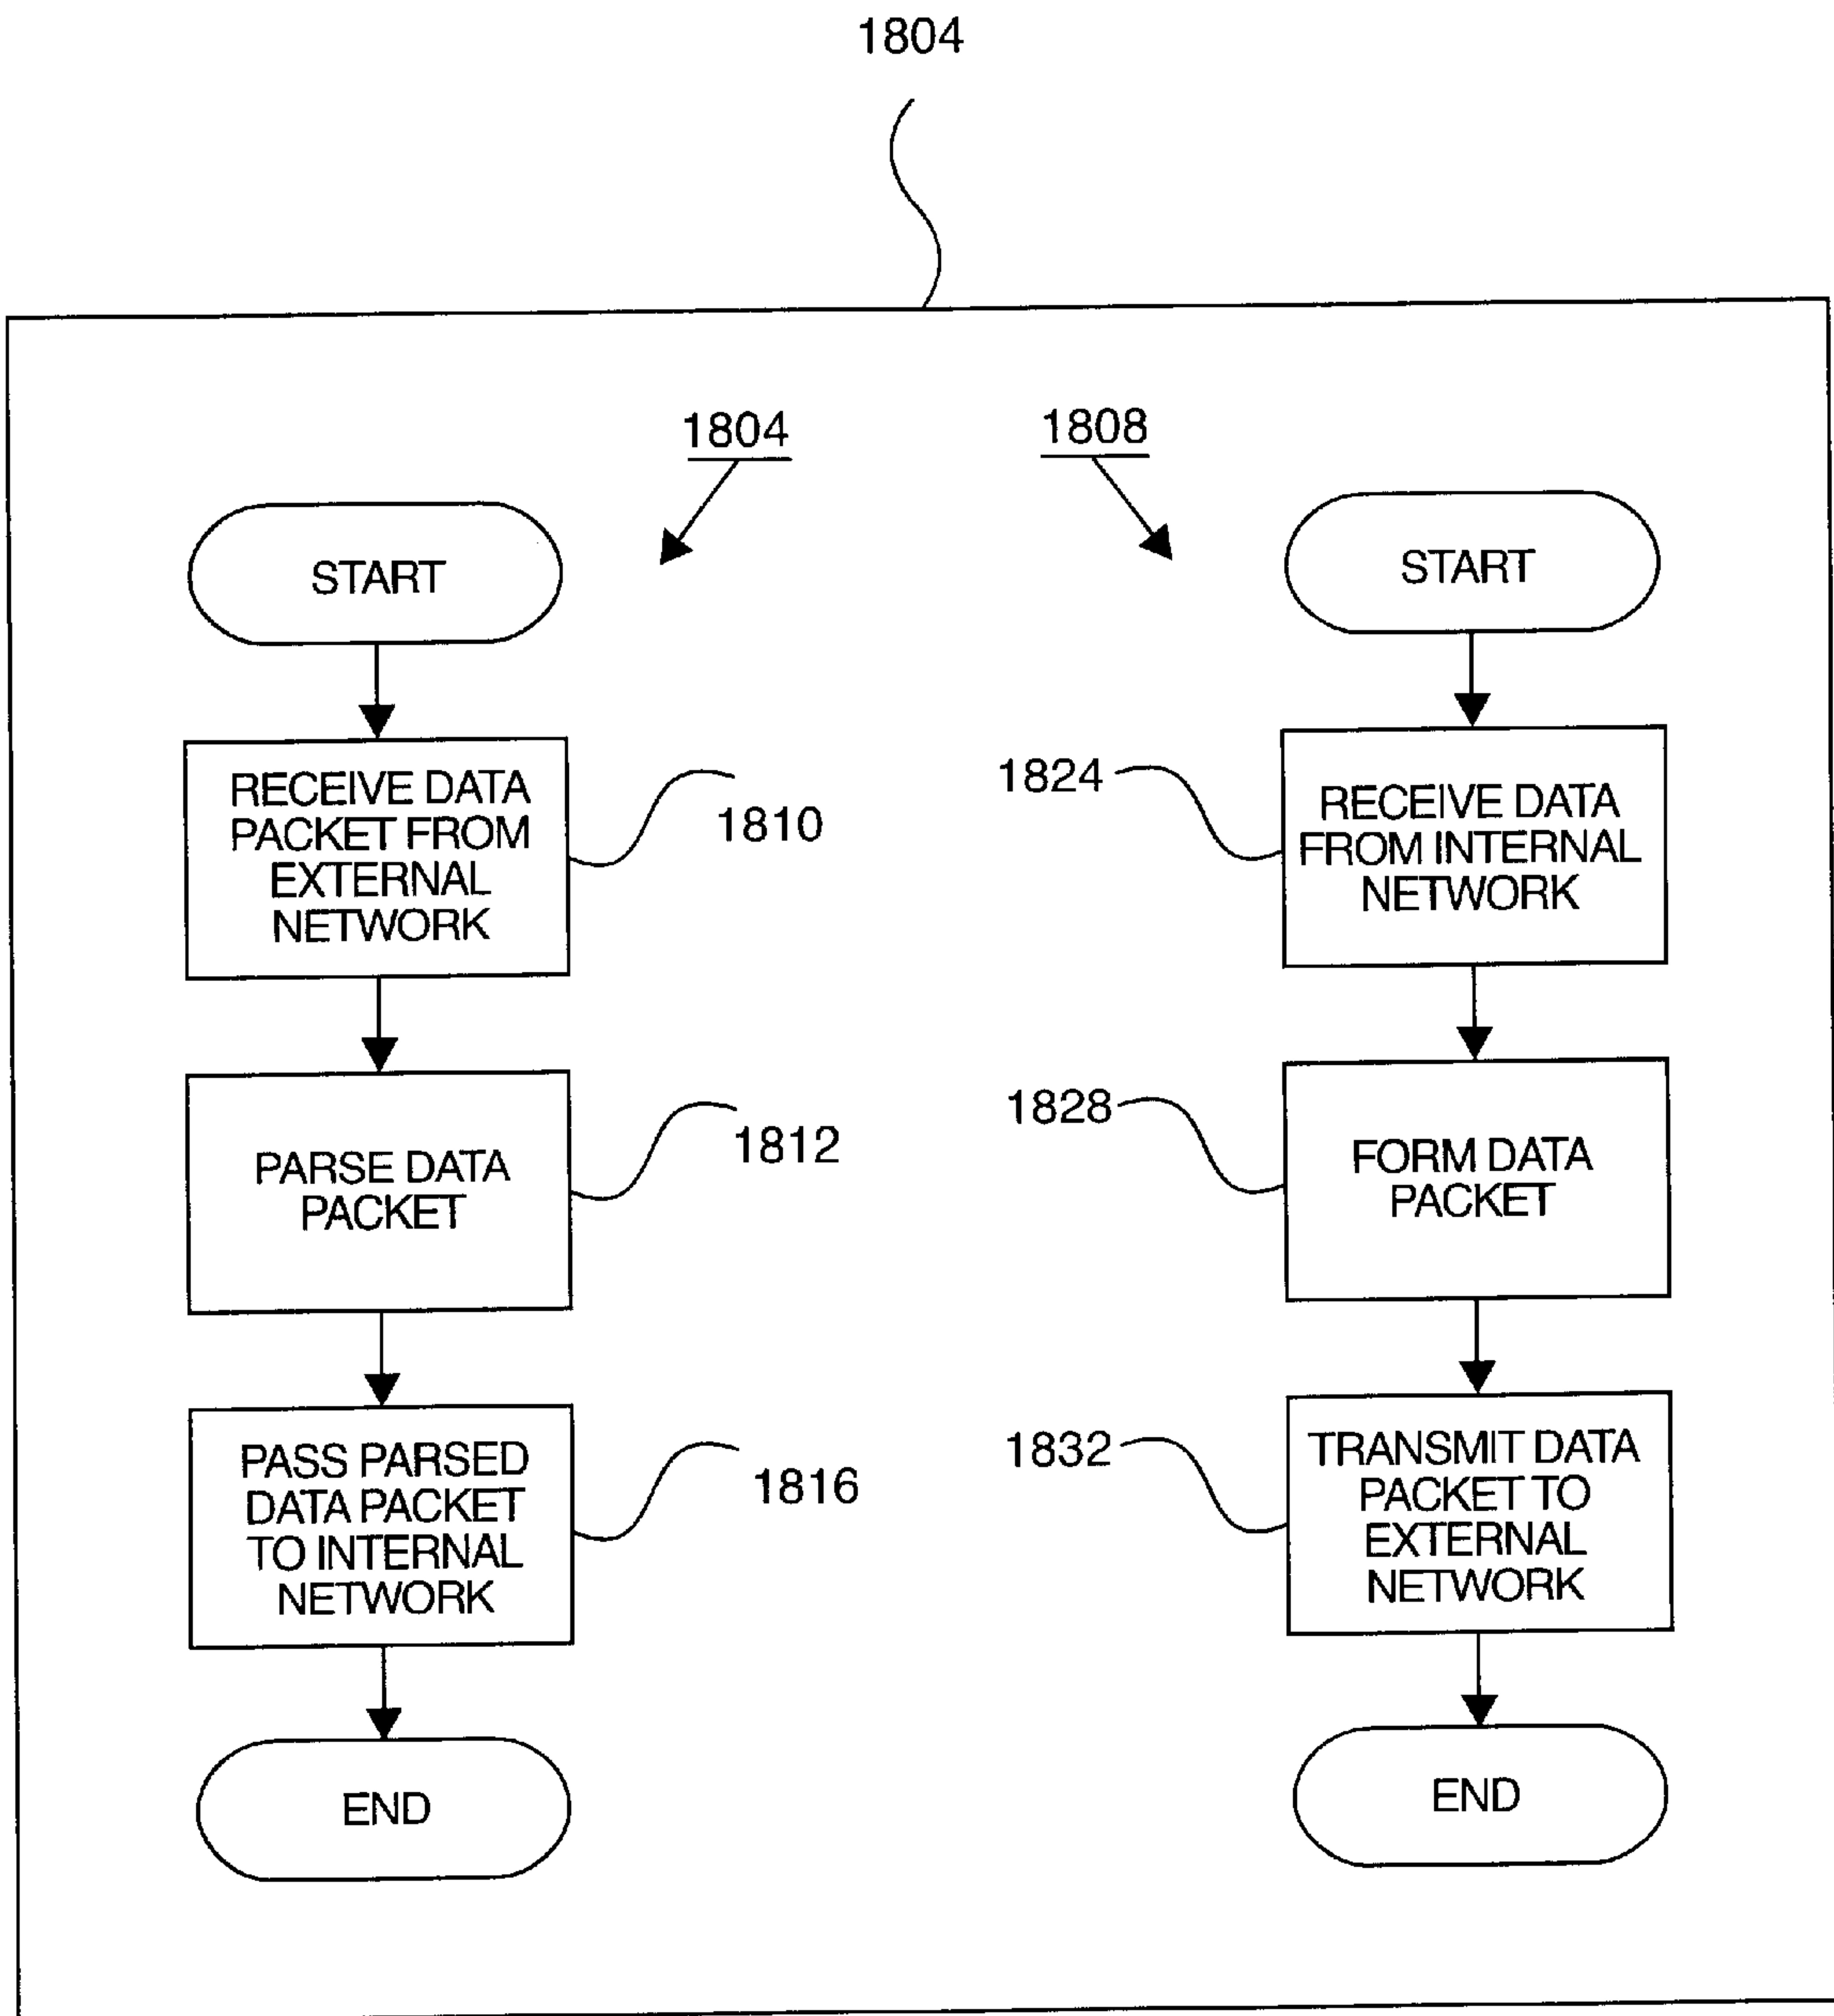 1804
1804
1808
START
START
RECEIVE DATA
PACKET FROM
EXTERNAL
NETWORK
1810
1824
RECEIVE DATA
FROM INTERNAL
NETWORK
PARSE DATA
PACKET
1812
1828
FORM DATA
PACKET
PASS PARSED
DATA PACKET
TO INTERNAL
NETWORK
1816
1832
TRANSMIT DATA
PACKET TO
EXTERNAL
NETWORK
END
END